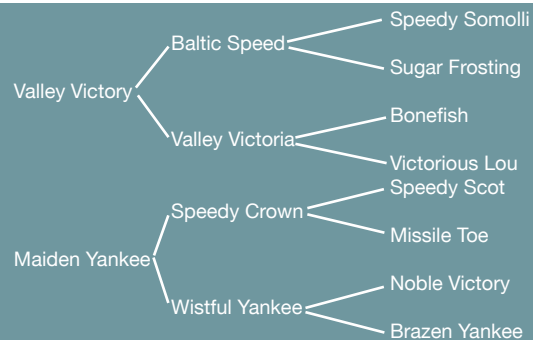 Speedy Somolli
Baltic Speed
Sugar Frosting
Valley Victory
Bonefish
Valley Victoria
Victorious Lou
Speedy Scot
Speedy Crown
Missile Toe
Maiden Yankee
Noble Victory
Wistful Yankee
Brazen Yankee